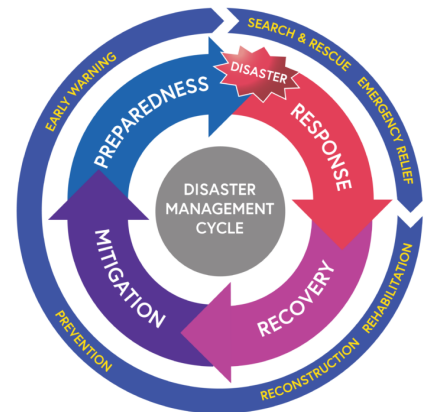 DISASTER
MANAGEMENT
CYCLE
DISASTER
RESPONSE
RECOVERY
MITIGATION
PREPAREDNESS
SEARCH & RESCUE
EMERGENCY RELIEF
REHABILITATION
RECONSTRUCTION
PREVENTION
EARLY WARNING